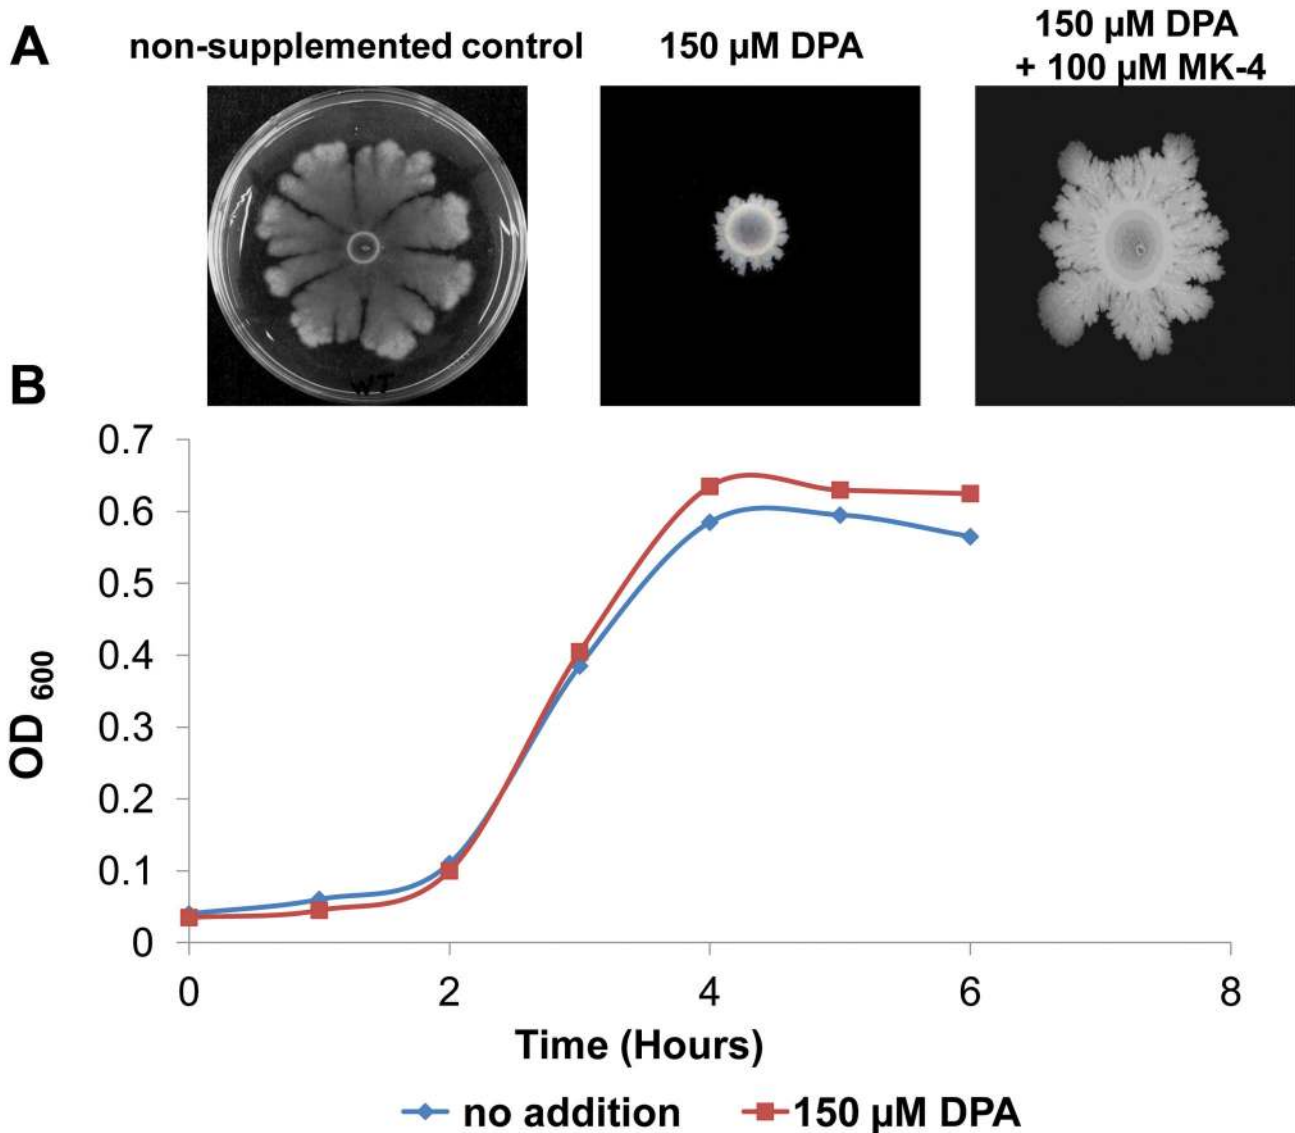 A
non-supplemented control
150 µM DPA
150 µM DPA
+ 100 µM MK-4
WT
B
0.7
0.6
0.5
0.4
0.3
0.2
0.1
0
OD 600
0 2 4 6 8
Time (Hours)
no addition 150 µM DPA